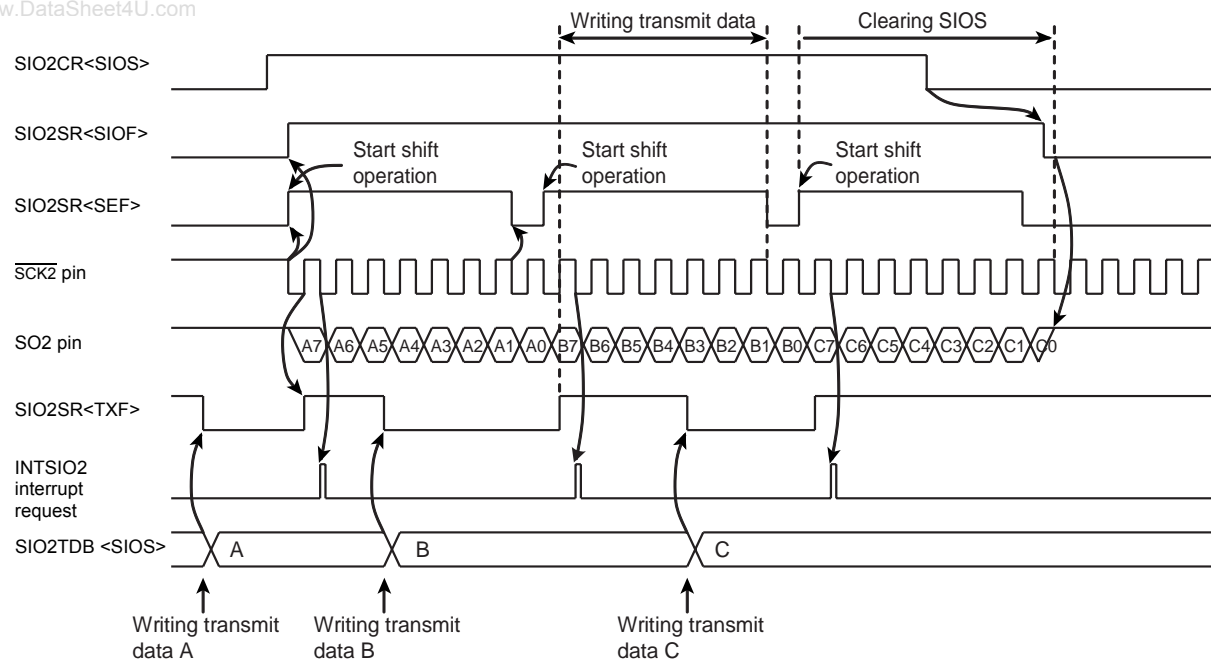 w.DataSheet4U.com
Writing transmit data
Clearing SIOS
SIO2CR<SIOS>
SIO2SR<SIOF>
Start shift
operation
Start shift
operation
Start shift
operation
SIO2SR<SEF>
SCK2 pin
SO2 pin
A7 A6 A5 A4 A3 A2 A1 A0 B7 B6 B5 B4 B3 B2 B1 B0 C7 C6 C5 C4 C3 C2 C1 C0
SIO2SR<TXF>
INTSIO2
interrupt
request
SIO2TDB <SIOS>
A
B
C
Writing transmit
data A
Writing transmit
data B
Writing transmit
data C